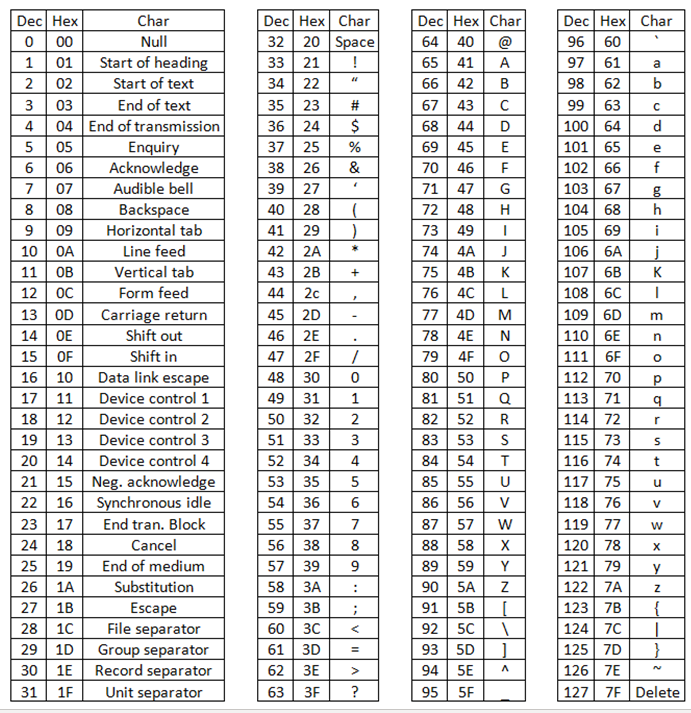 Dec Hex Char Dec Hex Char Dec Hex Char Dec Hex Char
0 00 Null 32 20 Space 64 40 @ 96 60 `
1 01 Start of heading 33 21 ! 65 41 A 97 61 a
2 02 Start of text 34 22 “ 66 42 B 98 62 b
3 03 End of text 35 23 # 67 43 C 99 63 c
4 04 End of transmission 36 24 $ 68 44 D 100 64 d
5 05 Enquiry 37 25 % 69 45 E 101 65 e
6 06 Acknowledge 38 26 & 70 46 F 102 66 f
7 07 Audible bell 39 27 ‘ 71 47 G 103 67 g
8 08 Backspace 40 28 ( 72 48 H 104 68 h
9 09 Horizontal tab 41 29 ) 73 49 I 105 69 i
10 0A Line feed 42 2A * 74 4A J 106 6A j
11 0B Vertical tab 43 2B + 75 4B K 107 6B K
12 0C Form feed 44 2c , 76 4C L 108 6C l
13 0D Carriage return 45 2D - 77 4D M 109 6D m
14 0E Shift out 46 2E . 78 4E N 110 6E n
15 0F Shift in 47 2F / 79 4F O 111 6F o
16 10 Data link escape 48 30 0 80 50 P 112 70 p
17 11 Device control 1 49 31 1 81 51 Q 113 71 q
18 12 Device control 2 50 32 2 82 52 R 114 72 r
19 13 Device control 3 51 33 3 83 53 S 115 73 s
20 14 Device control 4 52 34 4 84 54 T 116 74 t
21 15 Neg. acknowledge 53 35 5 85 55 U 117 75 u
22 16 Synchronous idle 54 36 6 86 56 V 118 76 v
23 17 End tran. Block 55 37 7 87 57 W 119 77 w
24 18 Cancel 56 38 8 88 58 X 120 78 x
25 19 End of medium 57 39 9 89 59 Y 121 79 y
26 1A Substitution 58 3A : 90 5A Z 122 7A z
27 1B Escape 59 3B ; 91 5B [ 123 7B {
28 1C File separator 60 3C < 92 5C \ 124 7C |
29 1D Group separator 61 3D = 93 5D ] 125 7D }
30 1E Record separator 62 3E > 94 5E ^ 126 7E ~
31 1F Unit separator 63 3F ? 95 5F _ 127 7F Delete